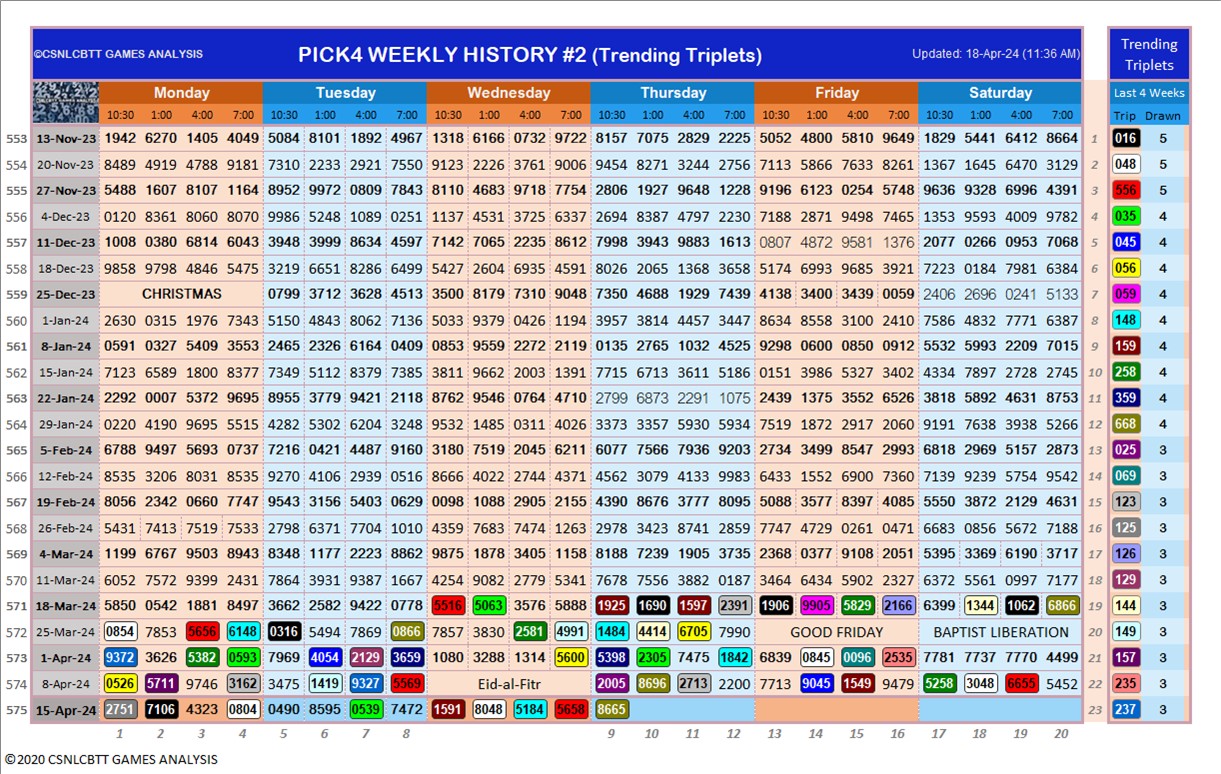 ©CSNLCBTT GAMES ANALYSIS PICK4 WEEKLY HISTORY #2 (Trending Triplets) Updated: 18-Apr-24 (11:36 AM) Trending Triplets
Monday Tuesday Wednesday Thursday Friday Saturday Last 4 Weeks
10:30 1:00 4:00 7:00 10:30 1:00 4:00 7:00 10:30 1:00 4:00 7:00 10:30 1:00 4:00 7:00 10:30 1:00 4:00 7:00 10:30 1:00 4:00 7:00 Trip Drawn
553 13-Nov-23 1942 6270 1405 4049 5084 8101 1892 4967 1318 6166 0732 9722 8157 7075 2829 2225 5052 4800 5810 9649 1829 5441 6412 8664 1 016 5
554 20-Nov-23 8489 4919 4788 9181 7310 2233 2921 7550 9123 2226 3761 9006 9454 8271 3244 2756 7113 5866 7633 8261 1367 1645 6470 3129 2 048 5
555 27-Nov-23 5488 1607 8107 1164 8952 9972 0809 7843 8110 4683 9718 7754 2806 1927 9648 1228 9196 6123 0254 5748 9636 9328 6996 4391 3 556 5
556 4-Dec-23 0120 8361 8060 8070 9986 5248 1089 0251 1137 4531 3725 6337 2694 8387 4797 2230 7188 2871 9498 7465 1353 9593 4009 9782 4 035 4
557 11-Dec-23 1008 0380 6814 6043 3948 3999 8634 4597 7142 7065 2235 8612 7998 3943 9883 1613 0807 4872 9581 1376 2077 0266 0953 7068 5 045 4
558 18-Dec-23 9858 9798 4846 5475 3219 6651 8286 6499 5427 2604 6935 4591 8026 2065 1368 3658 5174 6993 9685 3921 7223 0184 7981 6384 6 056 4
559 25-Dec-23 CHRISTMAS 0799 3712 3628 4513 3500 8179 7310 9048 7350 4688 1929 7439 4138 3400 3439 0059 2406 2696 0241 5133 7 059 4
560 1-Jan-24 2630 0315 1976 7343 5150 4843 8062 7136 5033 9379 0426 1194 3957 3814 4457 3447 8634 8558 3100 2410 7586 4832 7771 6387 8 148 4
561 8-Jan-24 0591 0327 5409 3553 2465 2326 6164 0409 0853 9559 2272 2119 0135 2765 1032 4525 9298 0600 0850 0912 5532 5993 2209 7015 9 159 4
562 15-Jan-24 7123 6589 1800 8377 7349 5112 8379 7385 3811 9662 2003 1391 7715 6713 3611 5186 0151 3986 5327 3402 4334 7897 2728 2745 10 258 4
563 22-Jan-24 2292 0007 5372 9695 8955 3779 9421 2118 8762 9546 0764 4710 2799 6873 2291 1075 2439 1375 3552 6526 3818 5892 4631 8753 11 359 4
564 29-Jan-24 0220 4190 9695 5515 4282 5302 6204 3248 9532 1485 0311 4026 3373 3357 5930 5934 7519 1872 2917 2060 9191 7638 3938 5266 12 668 4
565 5-Feb-24 6788 9497 5693 0737 7216 0421 4487 9160 3180 7519 2045 6211 6077 7566 7936 9203 2734 3499 8547 2993 6818 2969 5157 2873 13 025 3
566 12-Feb-24 8535 3206 8031 8535 9270 4106 2939 0516 8666 4022 2744 4371 4562 3079 4133 9983 6433 1552 6900 7360 7139 9239 5754 9542 14 069 3
567 19-Feb-24 8056 2342 0660 7747 9543 3156 5403 0629 0098 1088 2905 2155 4390 8676 3777 8095 5088 3577 8397 4085 5550 3872 2129 4631 15 123 3
568 26-Feb-24 5431 7413 7519 7533 2798 6371 7704 1010 4359 7683 7474 1263 2978 3423 8741 2859 7747 4729 0261 0471 6683 0856 5672 7188 16 125 3
569 4-Mar-24 1199 6767 9503 8943 8348 1177 2223 8862 9875 1878 3405 1158 8188 7239 1905 3735 2368 0377 9108 2051 5395 3369 6190 3717 17 126 3
570 11-Mar-24 6052 7572 9399 2431 7864 3931 9387 1667 4254 9082 2779 5341 7678 7556 3882 0187 3464 6434 5902 2327 6372 5561 0997 7177 18 129 3
571 18-Mar-24 5850 0542 1881 8497 3662 2582 9422 0778 5516 5063 3576 5888 1925 1690 1597 2391 1906 9905 5829 2166 6399 1344 1062 6866 19 144 3
572 25-Mar-24 0854 7853 5656 6148 0316 5494 7869 0866 7857 3830 2581 4991 1484 4414 6705 7990 GOOD FRIDAY BAPTIST LIBERATION 20 149 3
573 1-Apr-24 9372 3626 5382 0593 7969 4054 2129 3659 1080 3288 1314 5600 5398 2305 7475 1842 6839 0845 0096 2535 7781 7737 7770 4499 21 157 3
574 8-Apr-24 0526 5711 9746 3162 3475 1419 9327 5569 Eid-al-Fitr 2005 8696 2713 2200 7713 9045 1549 9479 5258 3048 6655 5452 22 235 3
575 15-Apr-24 2751 7106 4323 0804 0490 8595 0539 7472 1591 8048 5184 5658 8665 23 237 3
1 2 3 4 5 6 7 8 9 10 11 12 13 14 15 16 17 18 19 20
©2020 CSNLCBTT GAMES ANALYSIS